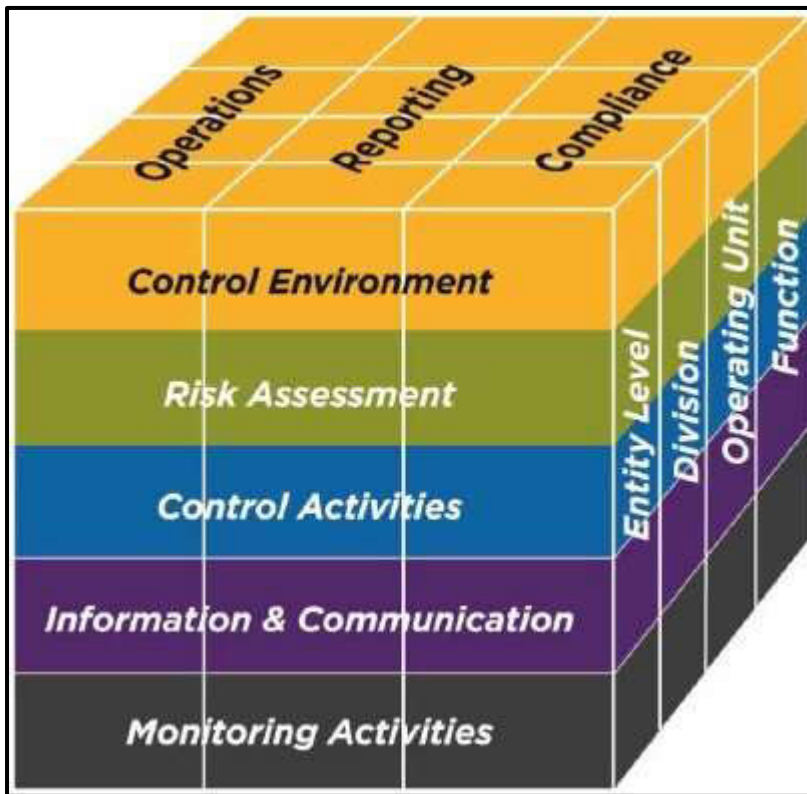 Operations
Reporting
Compliance
Control Environment
Risk Assessment
Control Activities
Information & Communication
Monitoring Activities
Entity Level
Division
Operating Unit
Function